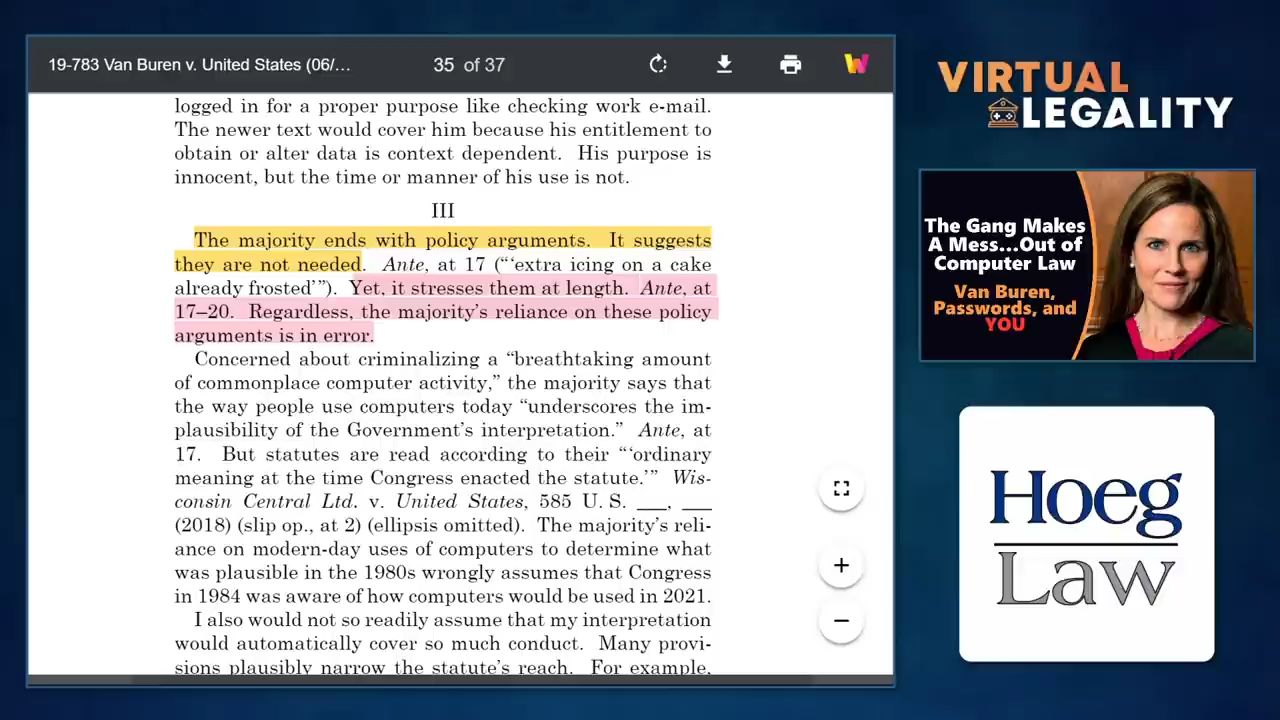 19-783 Van Buren v. United States (06/...
35 of 37
logged in for a proper purpose like checking work e-mail.
The newer text would cover him because his entitlement to
obtain or alter data is context dependent. His purpose is
innocent, but the time or manner of his use is not.
III
The majority ends with policy arguments. It suggests
they are not needed. Ante, at 17 (“‘extra icing on a cake
already frosted’”). Yet, it stresses them at length. Ante, at
17–20. Regardless, the majority’s reliance on these policy
arguments is in error.
Concerned about criminalizing a “breathtaking amount
of commonplace computer activity,” the majority says that
the way people use computers today “underscores the im-
plausibility of the Government’s interpretation.” Ante, at
17. But statutes are read according to their “‘ordinary
meaning at the time Congress enacted the statute.’” Wis-
consin Central Ltd. v. United States, 585 U. S. ___, ___
(2018) (slip op., at 2) (ellipsis omitted). The majority’s reli-
ance on modern-day uses of computers to determine what
was plausible in the 1980s wrongly assumes that Congress
in 1984 was aware of how computers would be used in 2021.
I also would not so readily assume that my interpretation
would automatically cover so much conduct. Many provi-
sions plausibly narrow the statute’s reach. For example,
VIRTUAL
LEGALITY
The Gang Makes
A Mess...Out of
Computer Law
Van Buren,
Passwords, and
YOU
Hoeg
Law